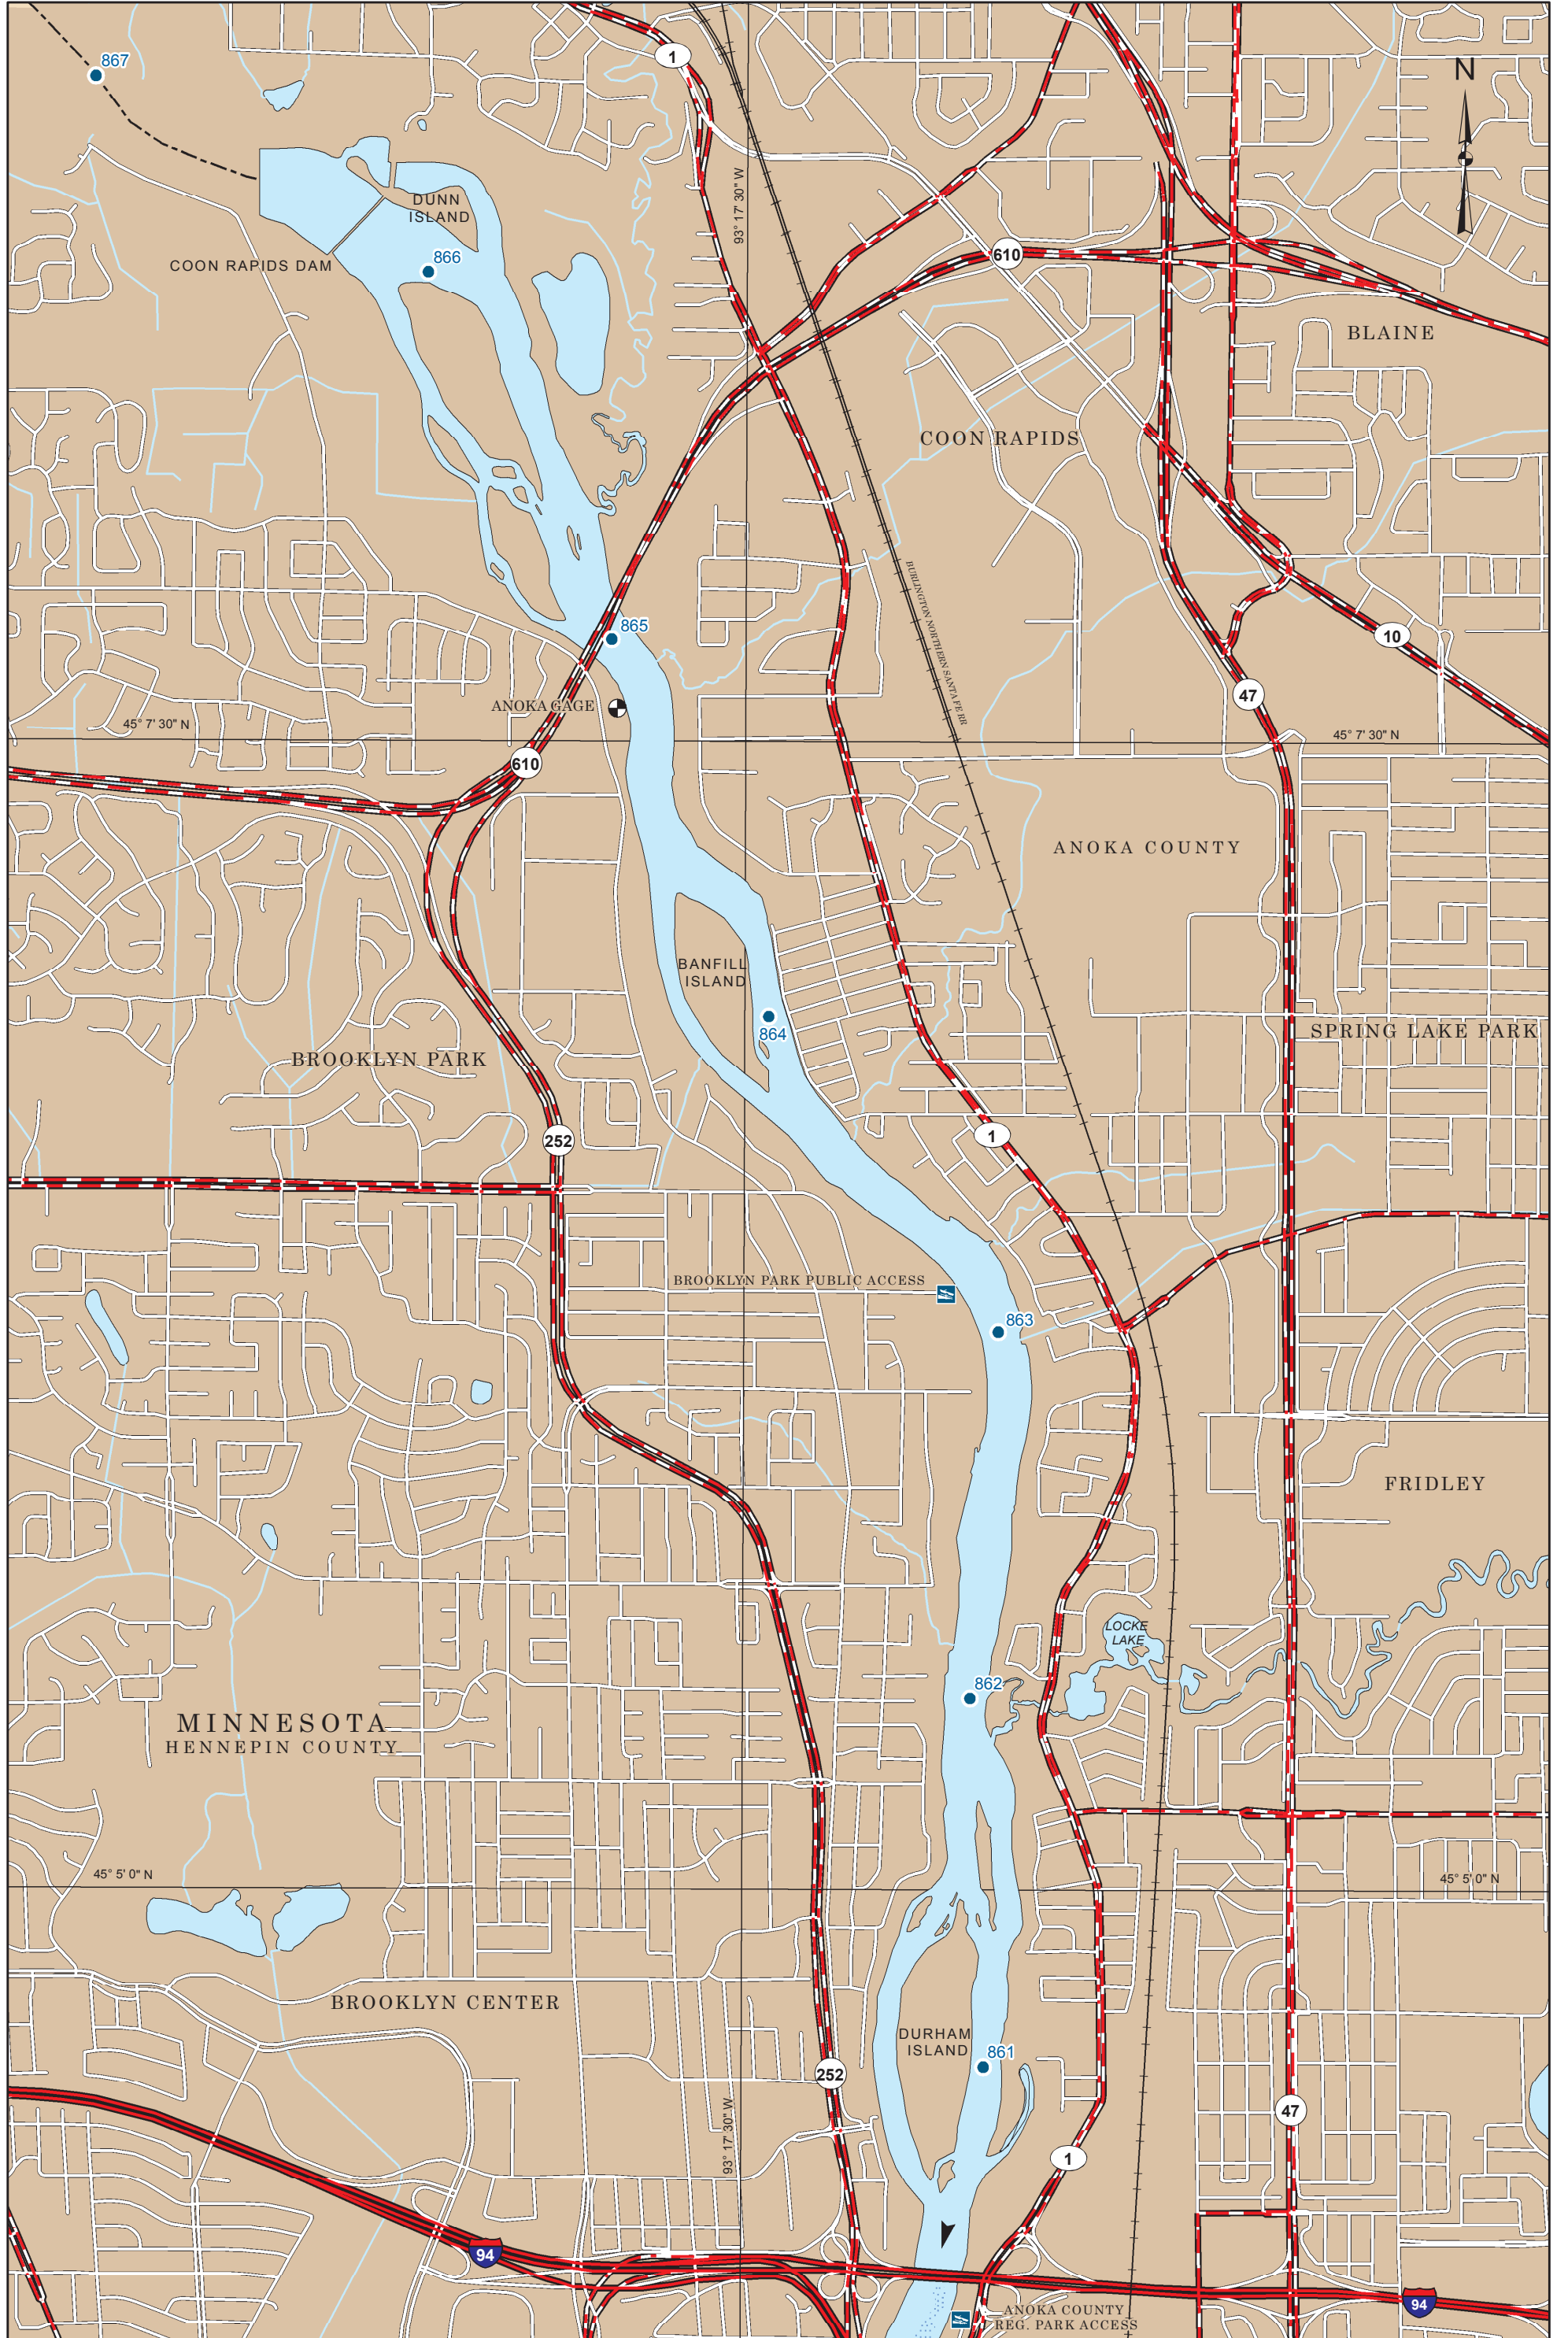 867
1
N
DUNN
ISLAND
93° 17' 30" W
COON RAPIDS DAM
866
610
BLAINE
COON RAPIDS
BURLINGTON NORTHERN SANTA FE RR
865
10
47
ANOKA GAGE
45° 7' 30" N
45° 7' 30" N
610
ANOKA COUNTY
BANFILL
ISLAND
864
SPRING LAKE PARK
BROOKLYN PARK
252
1
BROOKLYN PARK PUBLIC ACCESS
863
FRIDLEY
LOCKE
LAKE
862
MINNESOTA
HENNEPIN COUNTY
45° 5' 0" N
45° 5' 0" N
BROOKLYN CENTER
DURHAM
ISLAND
861
252
47
93° 17' 30" W
1
94
94
ANOKA COUNTY
REG. PARK ACCESS